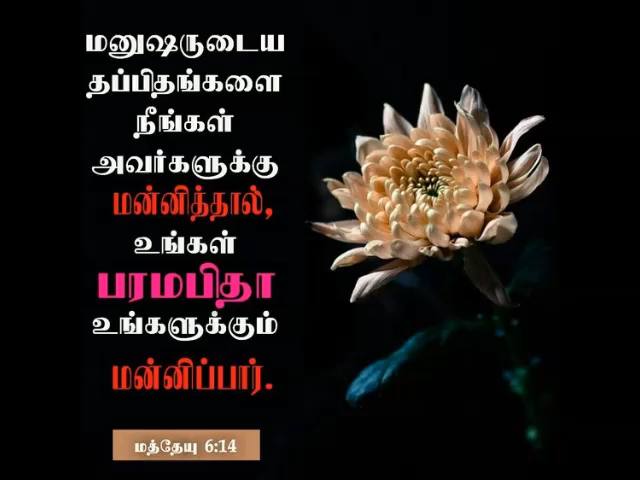 மனுஷருடைய
தப்பிதங்களை
நீங்கள்
அவர்களுக்கு
மன்னித்தால்,
உங்கள்
பரமபிதா
உங்களுக்கும்
மன்னிப்பார்.
மத்தேயு 6:14